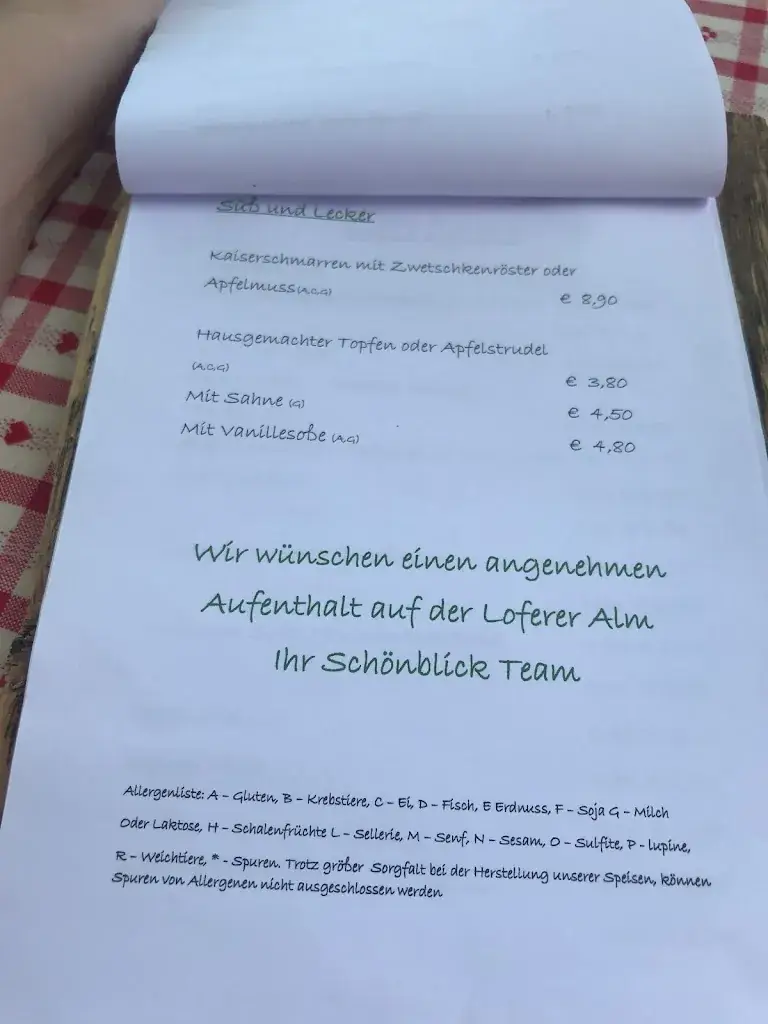 Süß und Lecker
Kaiserschmarren mit Zwetschkenröster oder
Apfelmuss(A,C,G)
€ 8,90
Hausgemachter Topfen oder Apfelstrudel
(A,C,G)
€ 3,80
Mit Sahne (G)
€ 4,50
Mit Vanillesoße (A,G)
€ 4,80
Wir wünschen einen angenehmen
Aufenthalt auf der Loferer Alm
Ihr Schönblick Team
Allergenliste: A - Gluten, B - Krebstiere, C - Ei, D - Fisch, E Erdnuss, F - Soja G - Milch
Oder Laktose, H - Schalenfrüchte L - Sellerie, M - Senf, N - Sesam, O - Sulfite, P - lupine,
R - Weichtiere, * - Spuren. Trotz größer Sorgfalt bei der Herstellung unserer Speisen, können
Spuren von Allergenen nicht ausgeschlossen werden